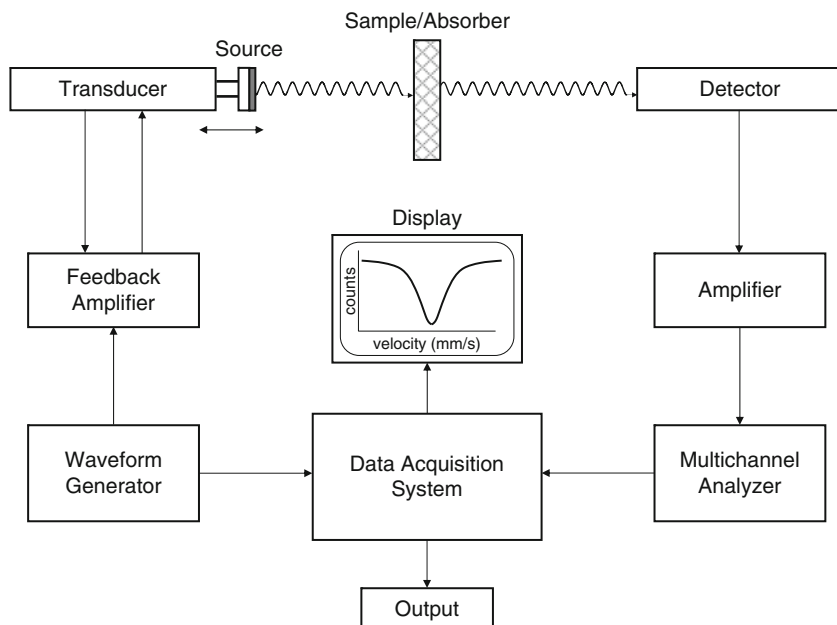 Sample/Absorber
Source
Transducer
Detector
Display
Feedback
Amplifier
counts
velocity (mm/s)
Amplifier
Waveform
Generator
Data Acquisition
System
Multichannel
Analyzer
Output